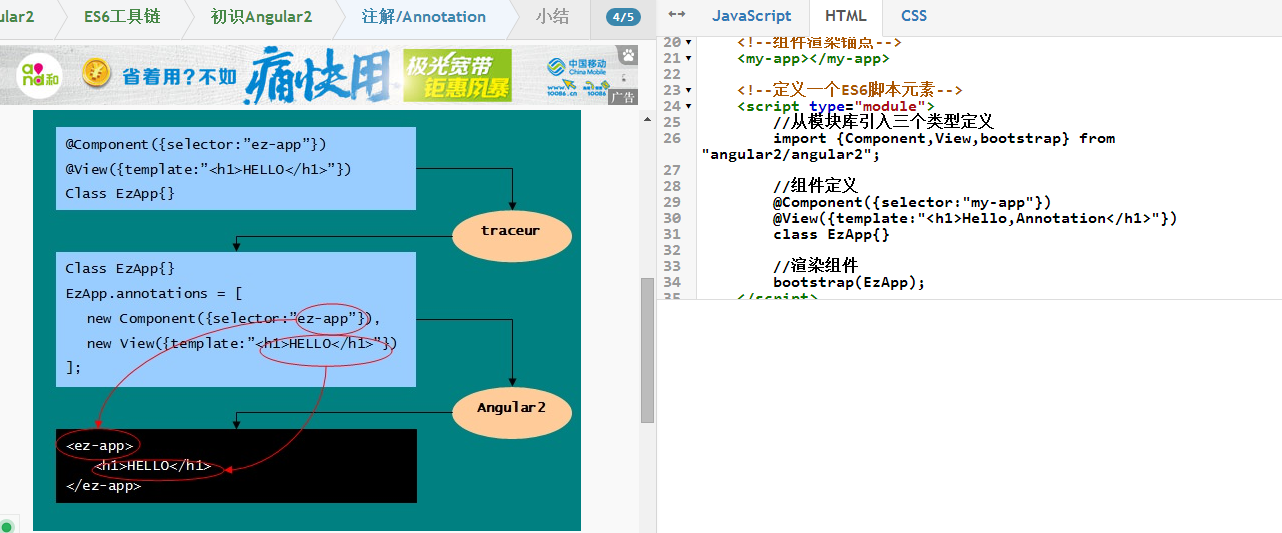 ular2
ES6工具链
初识Angular2
注解/Annotation
小结
4/5
and和
省着用?不如
痛快用
极光宽带
钜惠风暴
中国移动
China Mobile
www.10086.cn
10086
广告
@Component({selector:”ez-app”})
@View({template:”<h1>HELLO</h1>”})
Class EzApp{}
traceur
Class EzApp{}
EzApp.annotations = [
new Component({selector:”ez-app”}),
new View({template:”<h1>HELLO</h1>”})
];
Angular2
<ez-app>
<h1>HELLO</h1>
</ez-app>
JavaScript
HTML
CSS
20 <!--组件渲染锚点-->
21 <my-app></my-app>
22
23 <!--定义一个ES6脚本元素-->
24 <script type="module">
25 //从模块库引入三个类型定义
26 import {Component,View,bootstrap} from
"angular2/angular2";
27
28 //组件定义
29 @Component({selector:"my-app"})
30 @View({template:"<h1>Hello,Annotation</h1>"})
31 class EzApp{}
32
33 //渲染组件
34 bootstrap(EzApp);
35 </script>